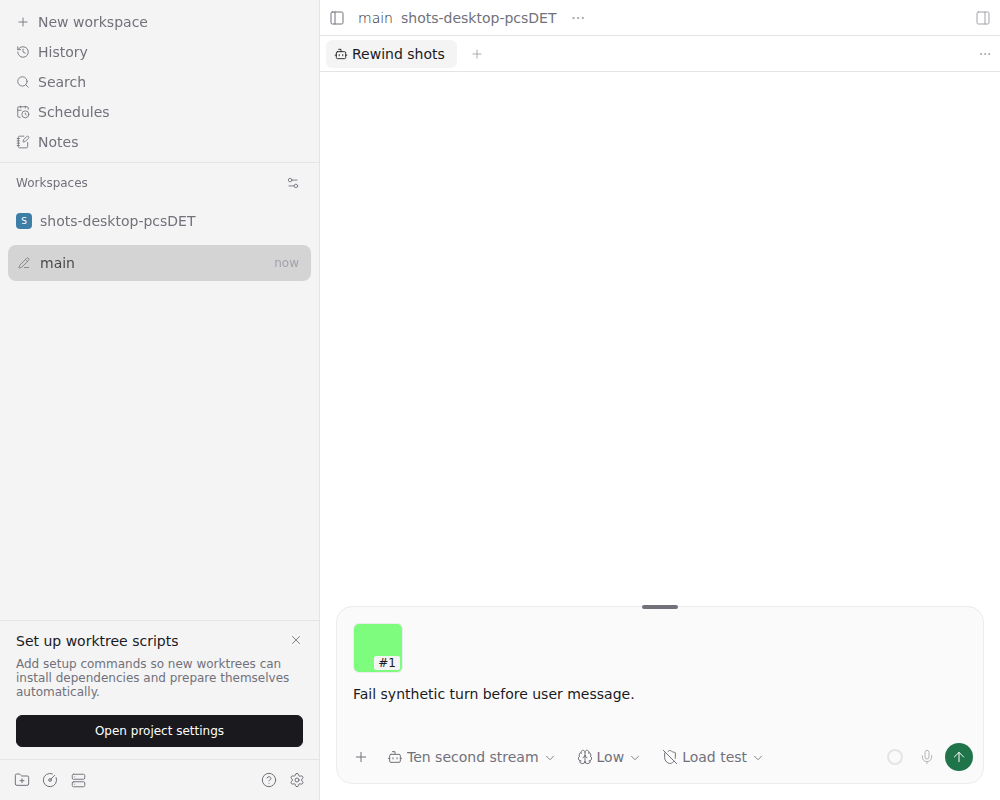 New workspace
History
Search
Schedules
Notes
Workspaces
S shots-desktop-pcsDET
main now
Set up worktree scripts
Add setup commands so new worktrees can
install dependencies and prepare themselves
automatically.
Open project settings
main shots-desktop-pcsDET
Rewind shots
#1
Fail synthetic turn before user message.
Ten second stream Low Load test